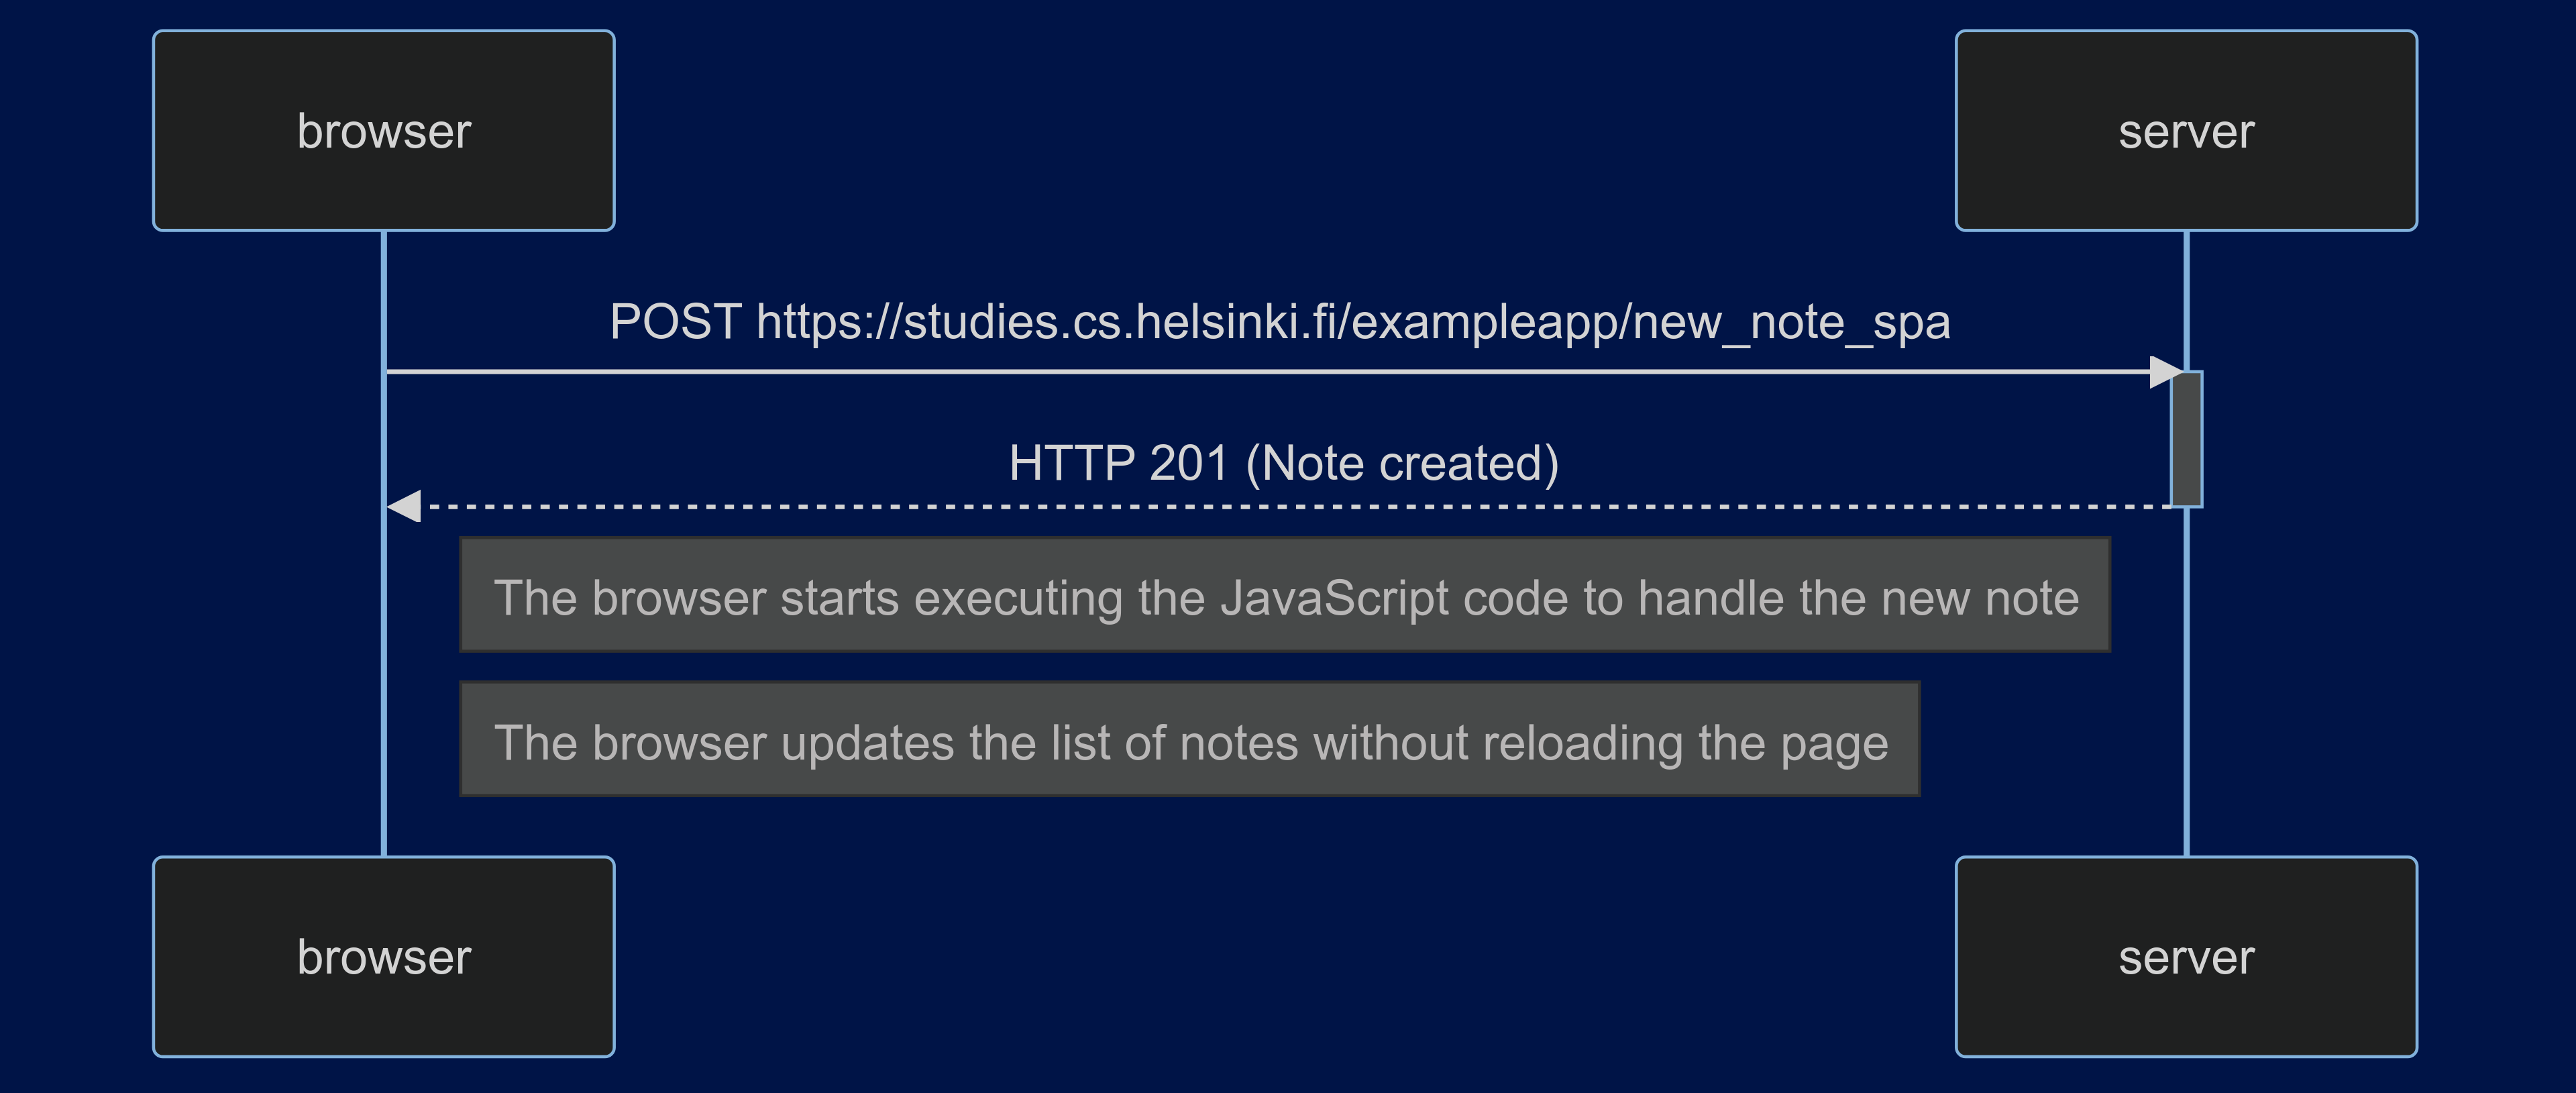 browser
server
POST https://studies.cs.helsinki.fi/exampleapp/new_note_spa
HTTP 201 (Note created)
The browser starts executing the JavaScript code to handle the new note
The browser updates the list of notes without reloading the page
browser
server